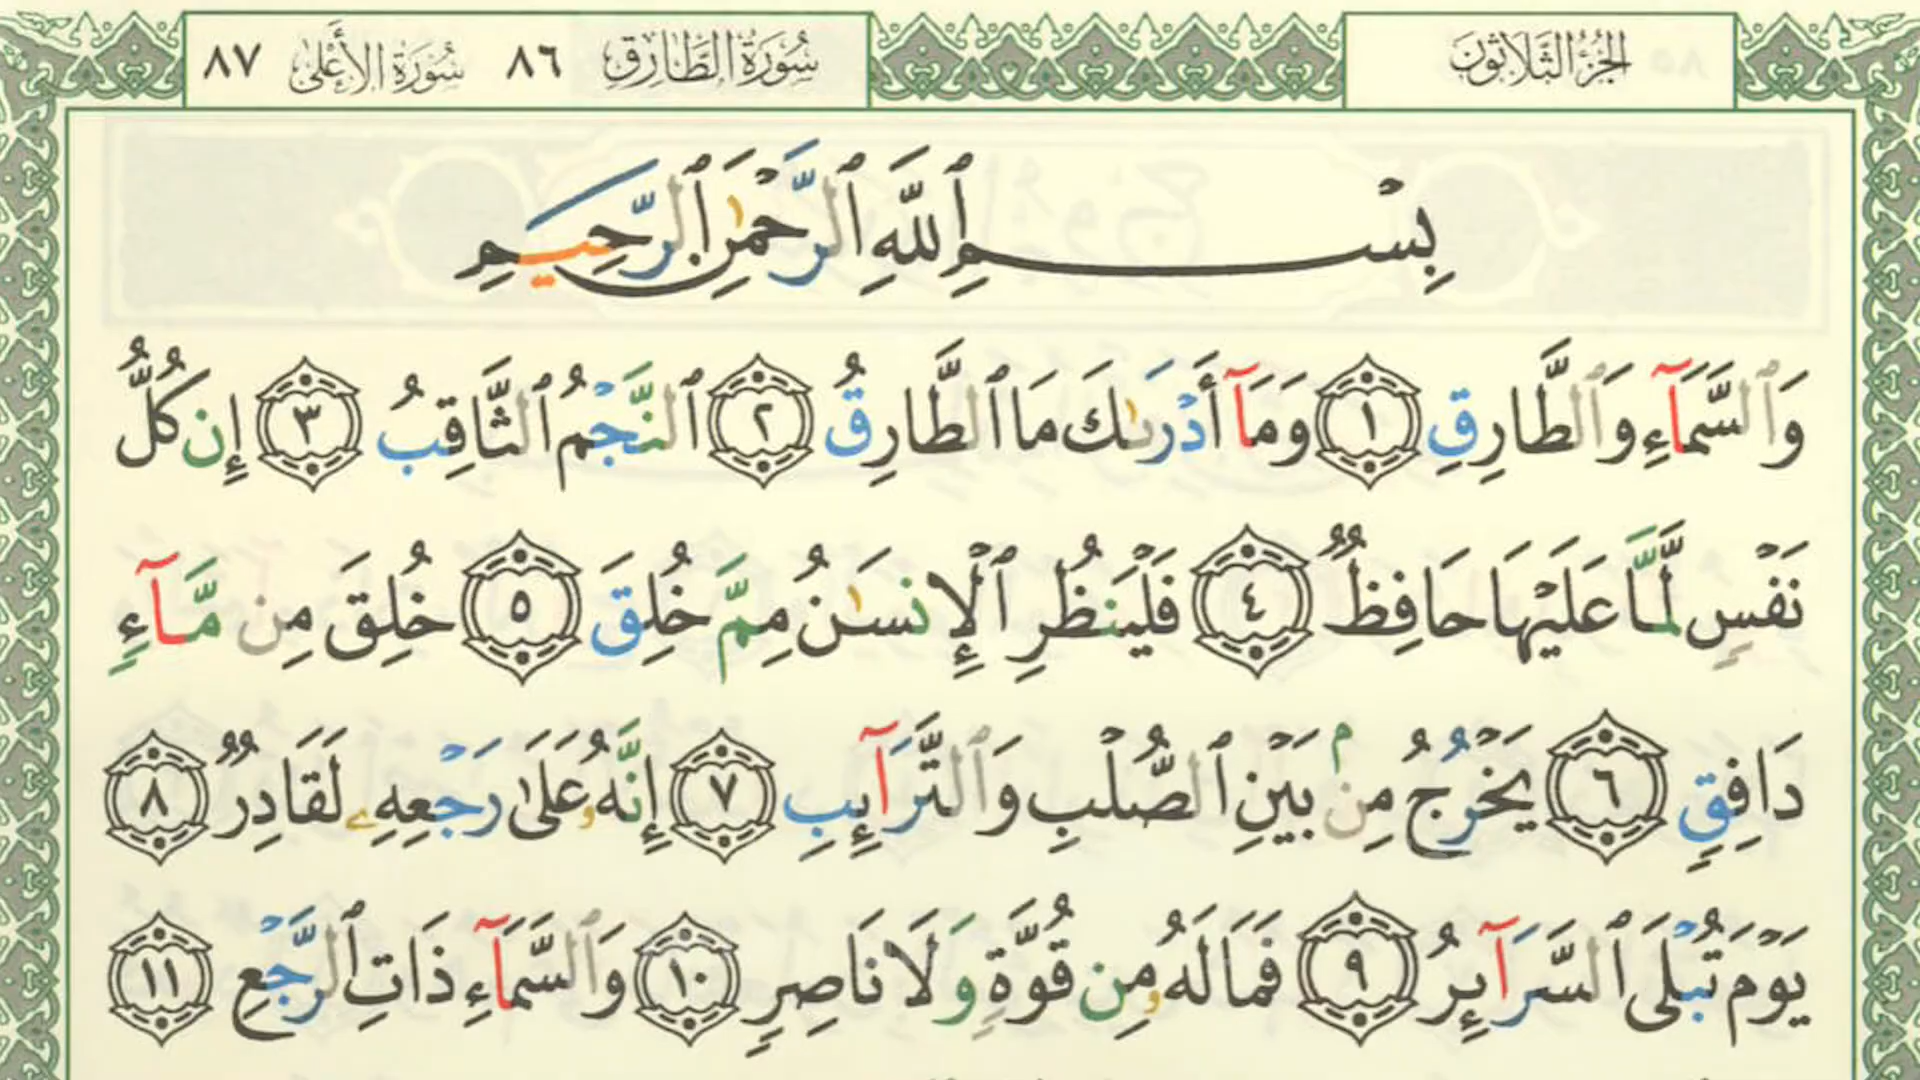 الجزء الثلاثون سورة الطارق ٨٦ سورة الأعلى ٨٧
بِسْمِ ٱللَّهِ ٱلرَّحْمَٰنِ ٱلرَّحِيمِ
وَٱلسَّمَآءِ وَٱلطَّارِقِ ١ وَمَآ أَدْرَىٰكَ مَا ٱلطَّارِقُ ٢ ٱلنَّجْمُ ٱلثَّاقِبُ ٣ إِن كُلُّ
نَفْسٍ لَّمَّا عَلَيْهَا حَافِظٌ ٤ فَلْيَنظُرِ ٱلْإِنسَٰنُ مِمَّ خُلِقَ ٥ خُلِقَ مِن مَّآءٍ
دَافِقٍ ٦ يَخْرُجُ مِنۢ بَيْنِ ٱلصُّلْبِ وَٱلتَّرَآئِبِ ٧ إِنَّهُۥ عَلَىٰ رَجْعِهِۦ لَقَادِرٌ ٨
يَوْمَ تُبْلَى ٱلسَّرَآئِرُ ٩ فَمَا لَهُۥ مِن قُوَّةٍ وَلَا نَاصِرٍ ١٠ وَٱلسَّمَآءِ ذَاتِ ٱلرَّجْعِ ١١